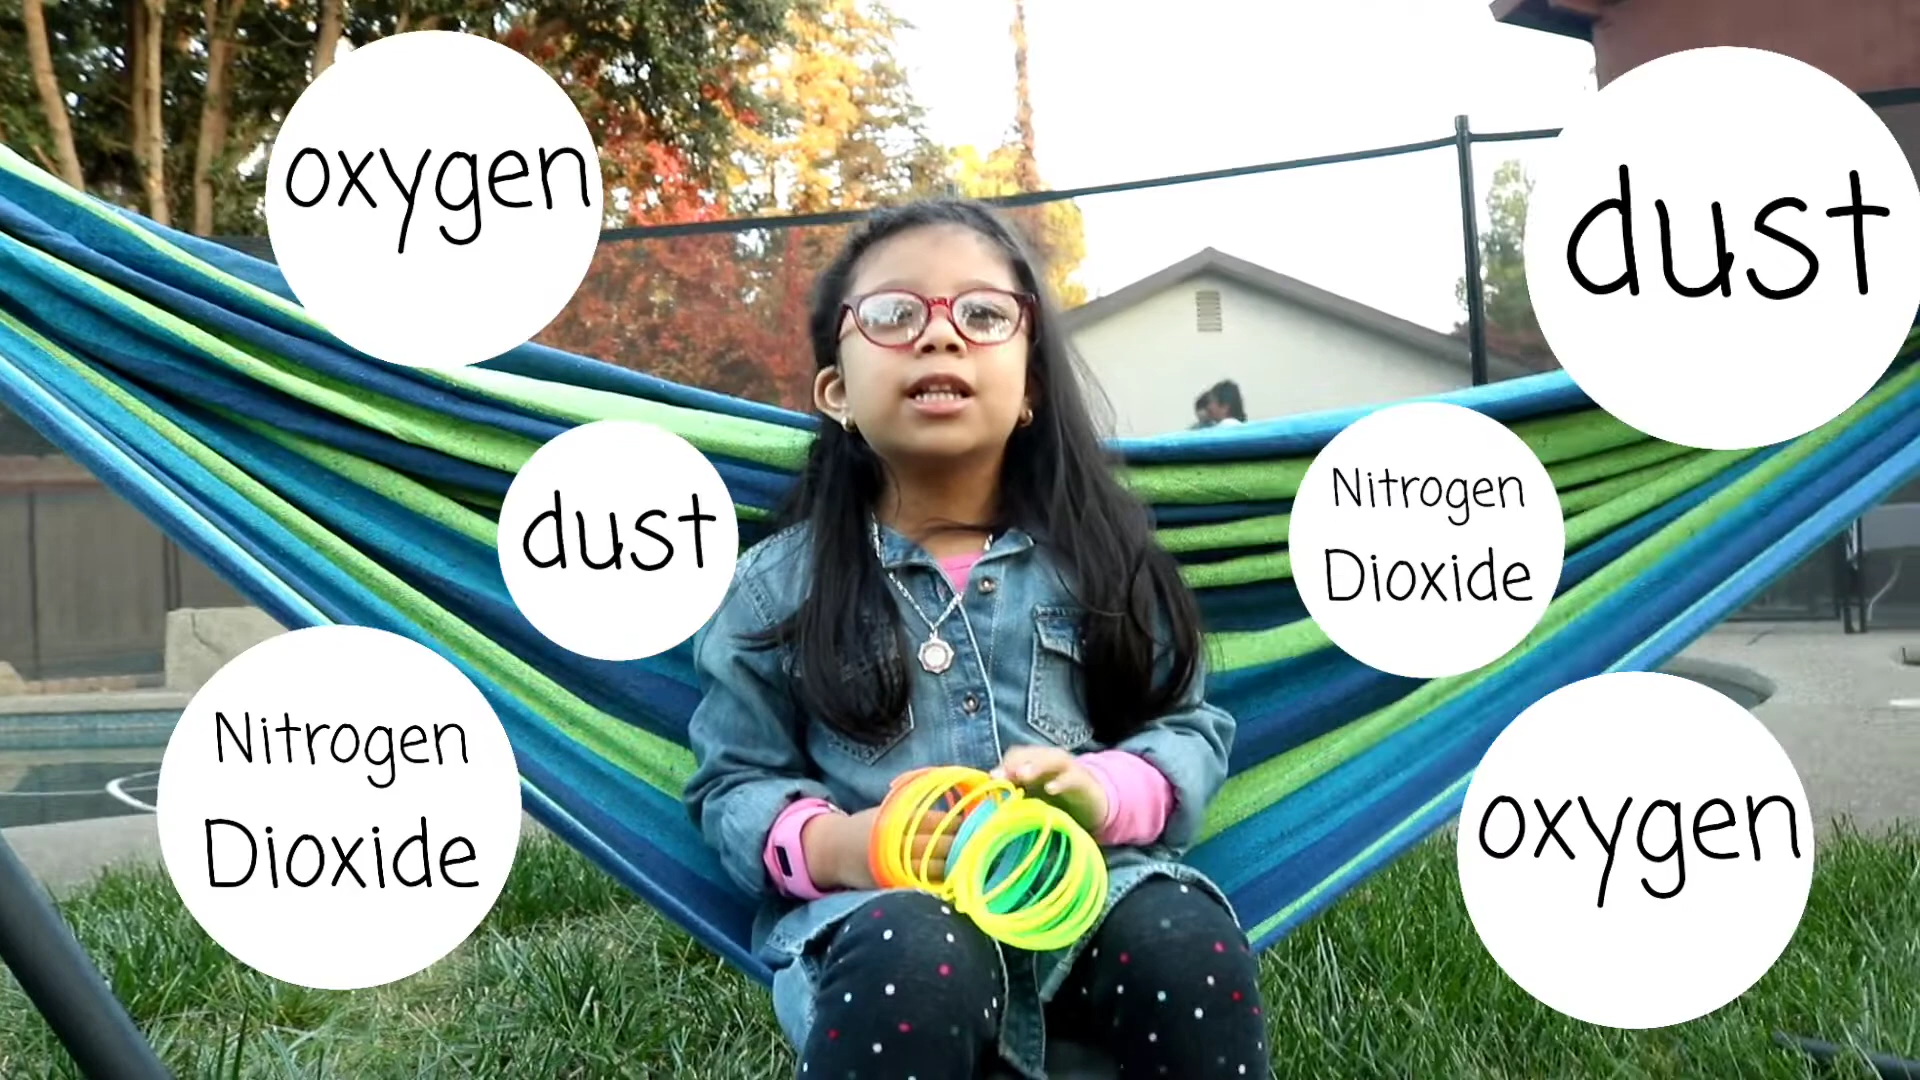 oxygen
dust
dust
Nitrogen
Dioxide
Nitrogen
Dioxide
oxygen